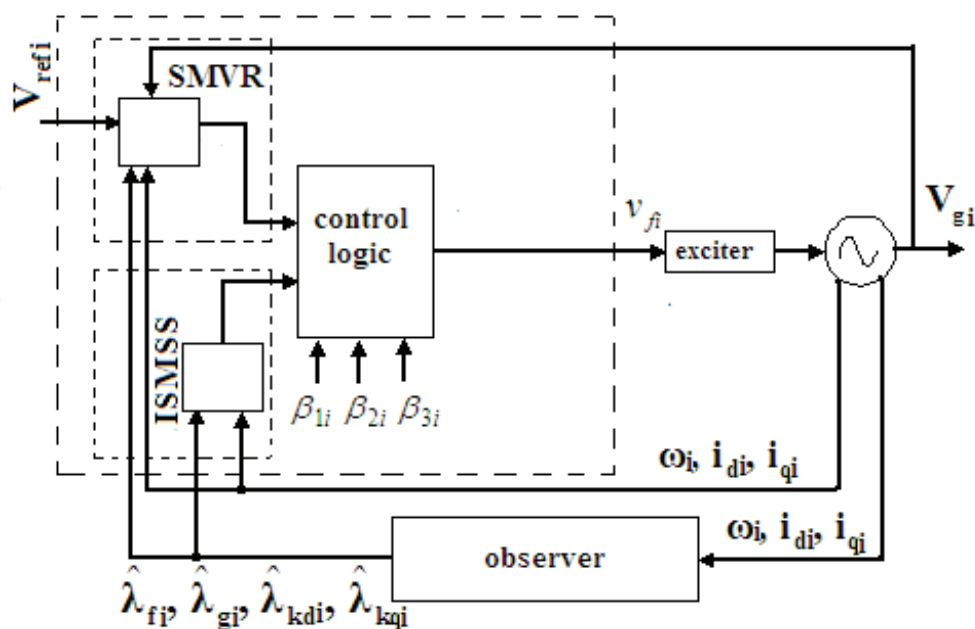 V_ref i
SMVR
control
logic
v_fi
exciter
V_gi
ISMSS
β_1i β_2i β_3i
ω_i, i_di, i_qi
ω_i, i_di, i_qi
observer
λ̂_fi, λ̂_gi, λ̂_kdi, λ̂_kqi